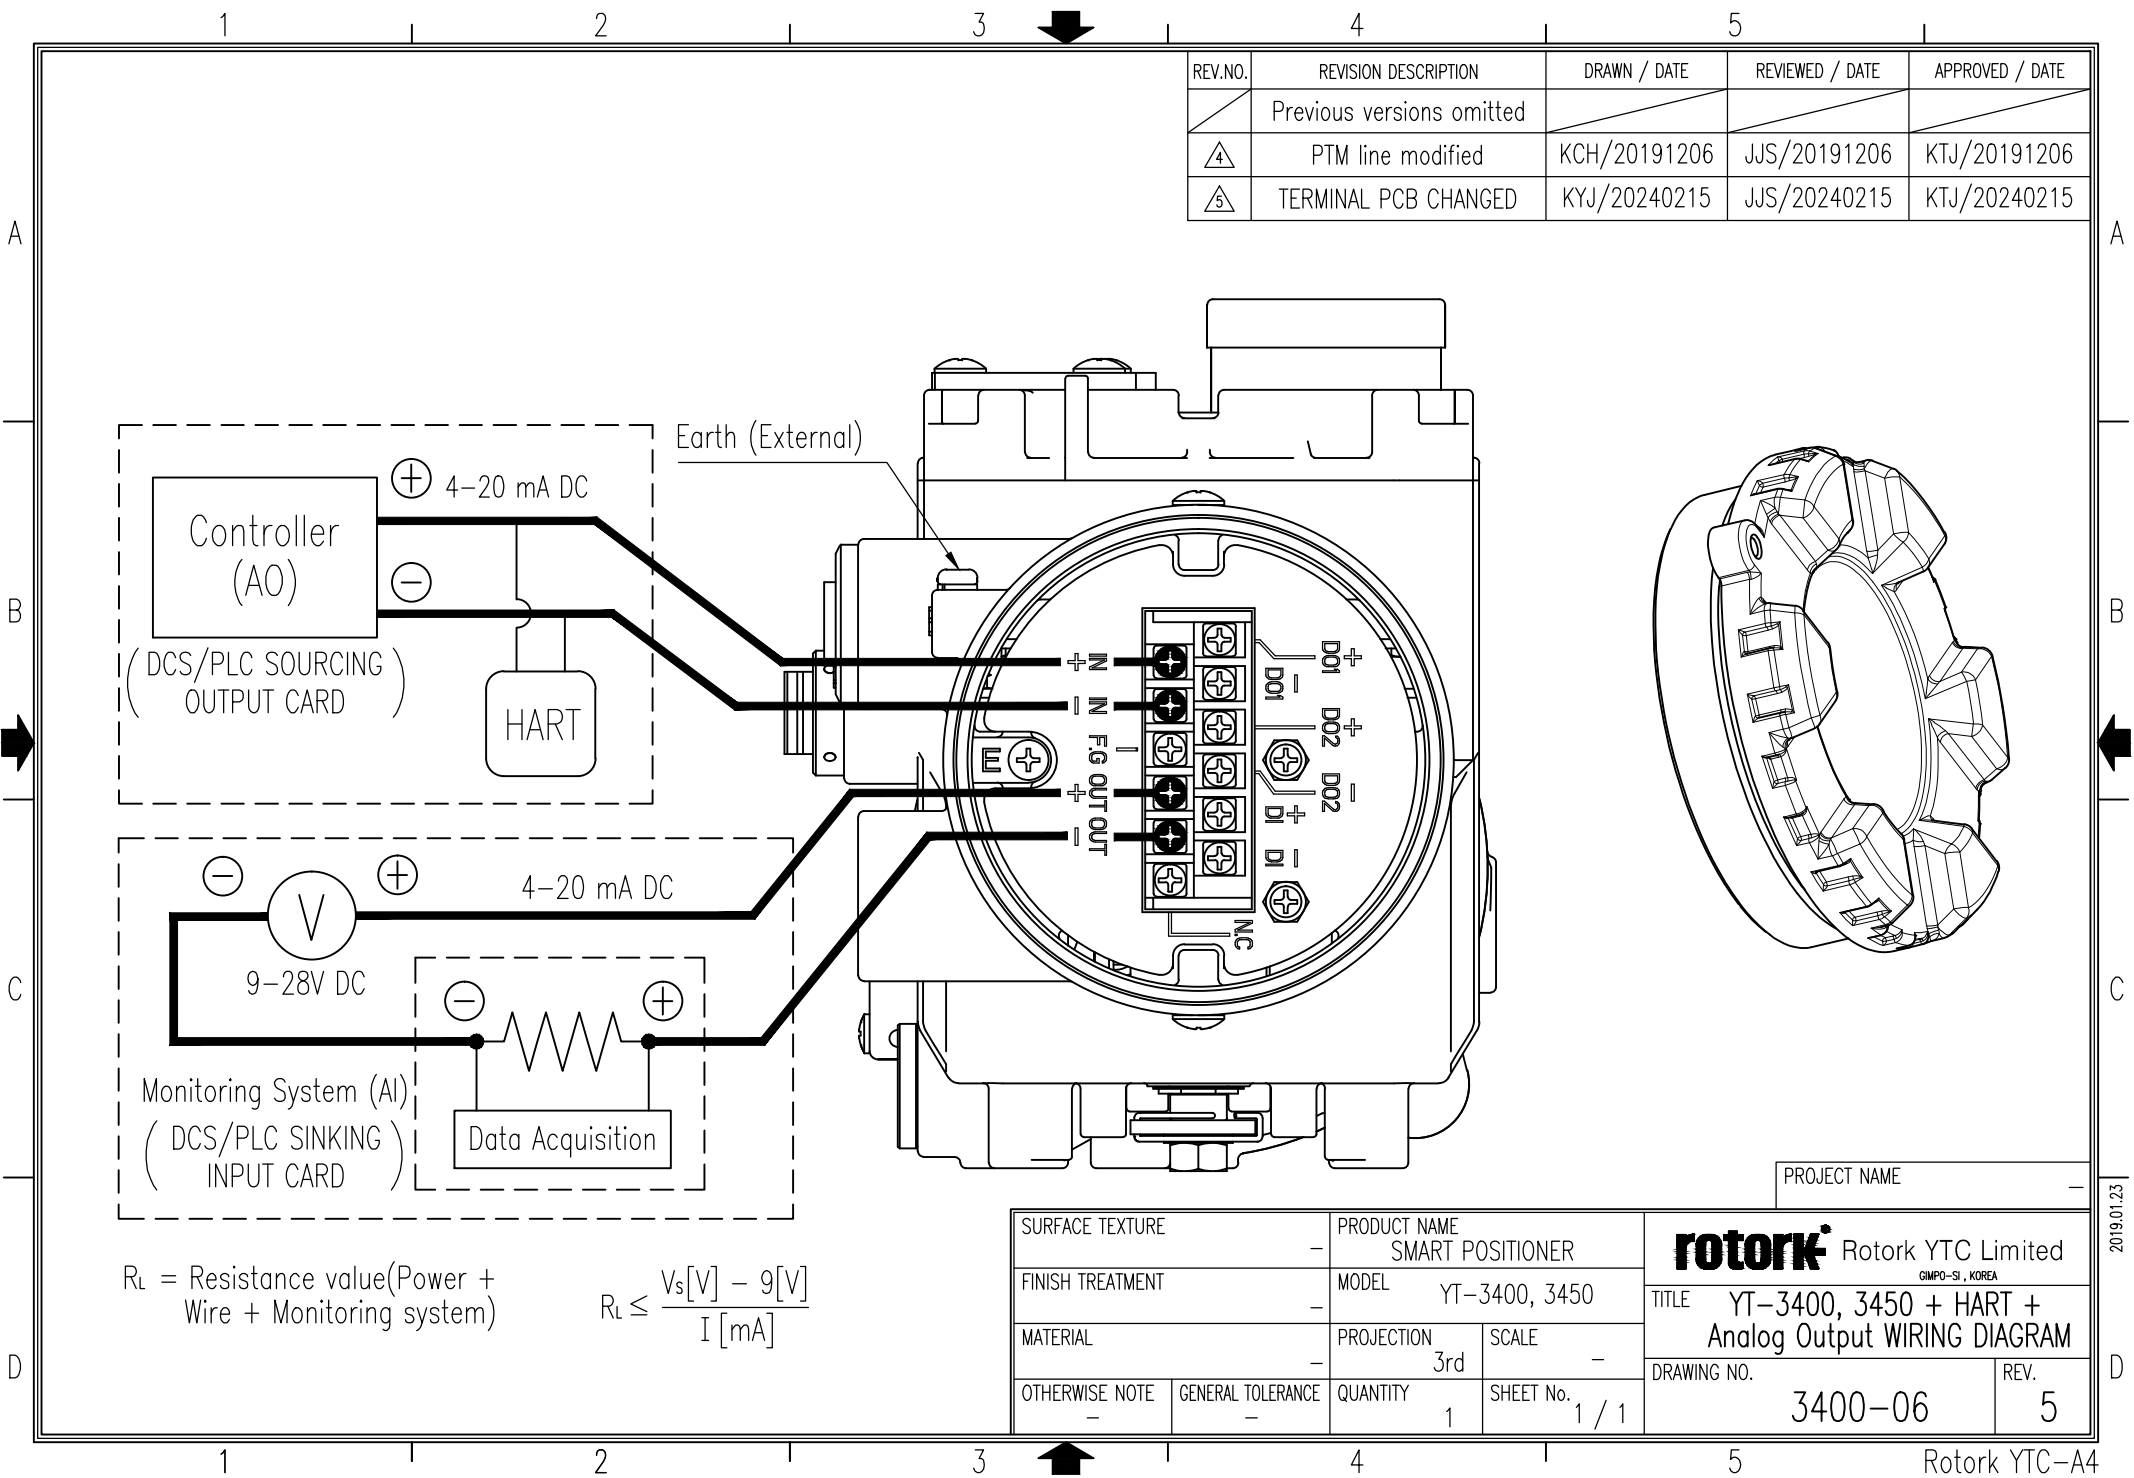 1 2 3 4 5
REV.NO. REVISION DESCRIPTION DRAWN / DATE REVIEWED / DATE APPROVED / DATE
Previous versions omitted
4 PTM line modified KCH/20191206 JJS/20191206 KTJ/20191206
5 TERMINAL PCB CHANGED KYJ/20240215 JJS/20240215 KTJ/20240215
A A
Earth (External)
+ 4-20 mA DC
Controller
(AO)
−
B B
( DCS/PLC SOURCING
OUTPUT CARD )
HART
+ IN
− IN
F.G
+ OUT
− OUT
E
DO1 +
DO1 −
DO2 +
DO2 −
DI +
DI −
N.C
− + 4-20 mA DC
V
9-28V DC
C C
− +
Monitoring System (AI)
( DCS/PLC SINKING
INPUT CARD )
Data Acquisition
RL = Resistance value(Power +
Wire + Monitoring system)
RL ≤ Vs[V] − 9[V]
I [mA]
PROJECT NAME
−
2019.01.23
SURFACE TEXTURE −
PRODUCT NAME
SMART POSITIONER
rotork Rotork YTC Limited
GIMPO-SI , KOREA
FINISH TREATMENT −
MODEL YT-3400, 3450
TITLE YT-3400, 3450 + HART +
Analog Output WIRING DIAGRAM
MATERIAL −
PROJECTION 3rd
SCALE −
DRAWING NO.
3400-06
REV.
5
OTHERWISE NOTE −
GENERAL TOLERANCE −
QUANTITY 1
SHEET No. 1 / 1
D D
1 2 3 4 5
Rotork YTC-A4